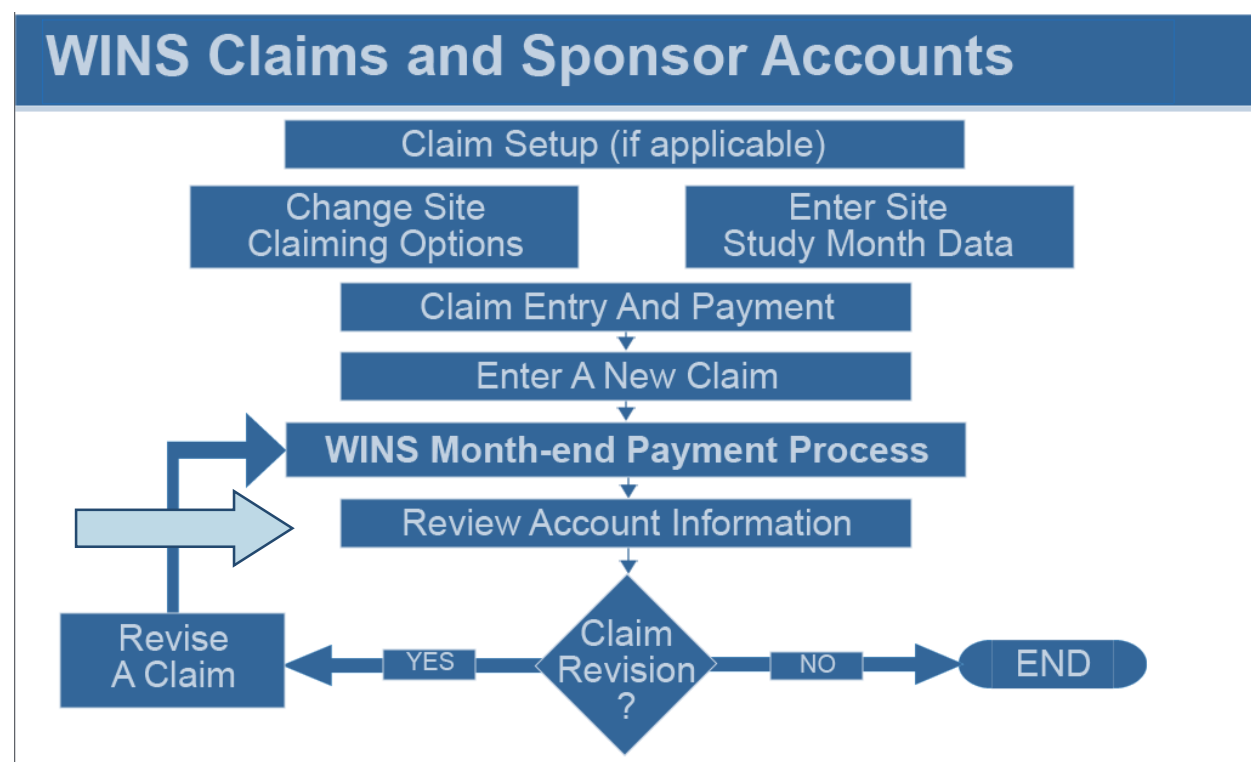 WINS Claims and Sponsor Accounts
Claim Setup (if applicable)
Change Site
Claiming Options
Enter Site
Study Month Data
Claim Entry And Payment
Enter A New Claim
WINS Month-end Payment Process
Review Account Information
Claim
Revision
?
YES
NO
Revise
A Claim
END